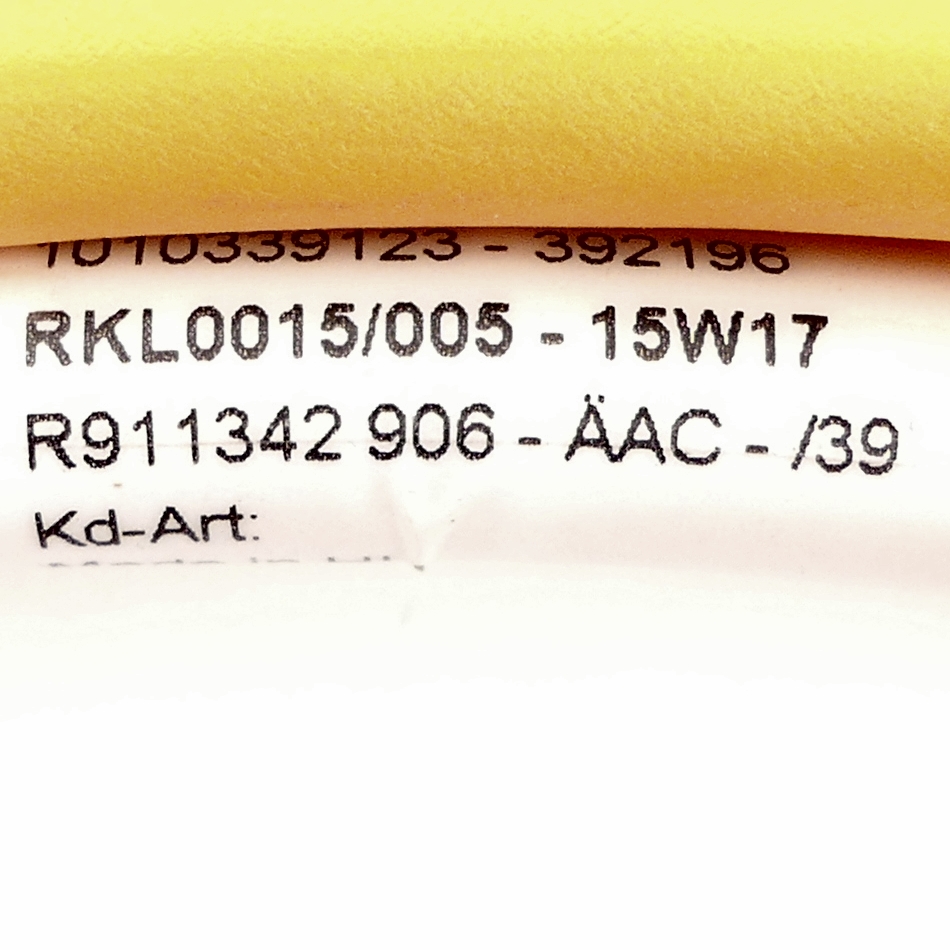 1010339123 - 392196
RKL0015/005 - 15W17
R911342 906 - ÄAC - /39
Kd-Art: